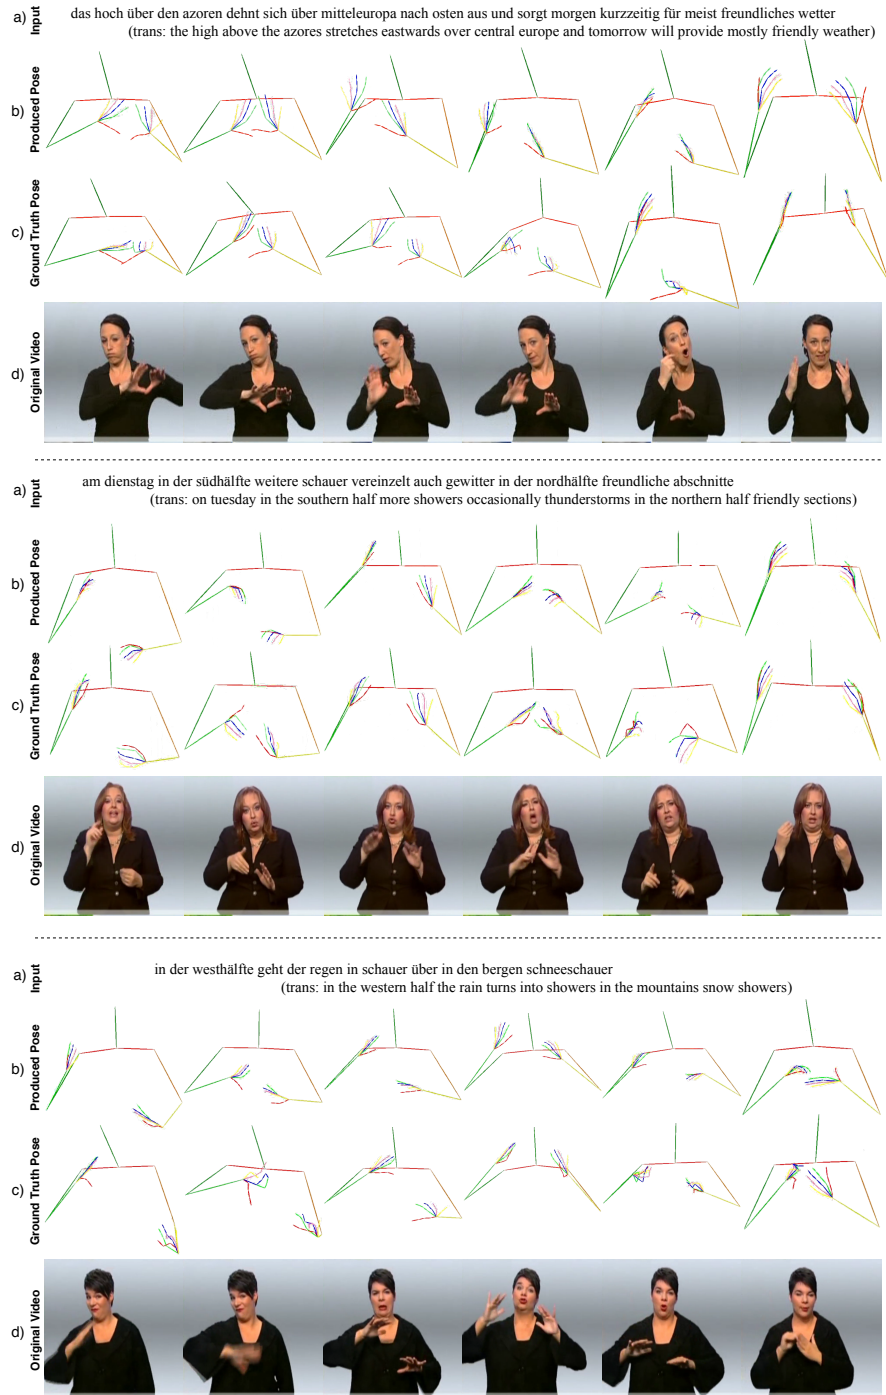 a) Input das hoch über den azoren dehnt sich über mitteleuropa nach osten aus und sorgt morgen kurzzeitig für meist freundliches wetter
(trans: the high above the azores stretches eastwards over central europe and tomorrow will provide mostly friendly weather)
b) Produced Pose
c) Ground Truth Pose
d) Original Video
a) Input am dienstag in der südhälfte weitere schauer vereinzelt auch gewitter in der nordhälfte freundliche abschnitte
(trans: on tuesday in the southern half more showers occasionally thunderstorms in the northern half friendly sections)
b) Produced Pose
c) Ground Truth Pose
d) Original Video
a) Input in der westhälfte geht der regen in schauer über in den bergen schneeschauer
(trans: in the western half the rain turns into showers in the mountains snow showers)
b) Produced Pose
c) Ground Truth Pose
d) Original Video